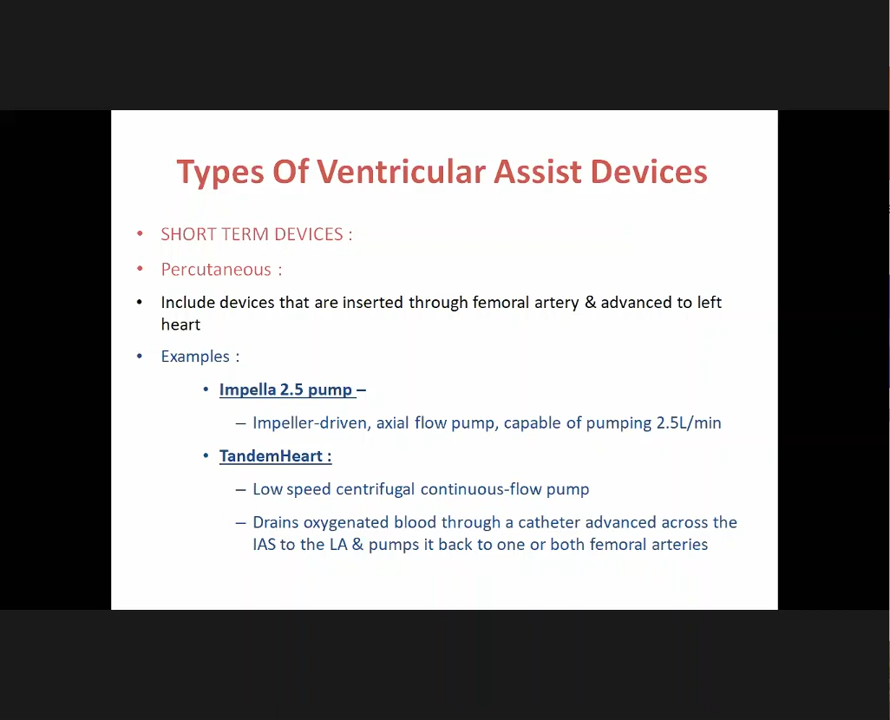 Types Of Ventricular Assist Devices
• SHORT TERM DEVICES :
• Percutaneous :
• Include devices that are inserted through femoral artery & advanced to left
heart
• Examples :
• Impella 2.5 pump –
– Impeller-driven, axial flow pump, capable of pumping 2.5L/min
• TandemHeart :
– Low speed centrifugal continuous-flow pump
– Drains oxygenated blood through a catheter advanced across the
IAS to the LA & pumps it back to one or both femoral arteries